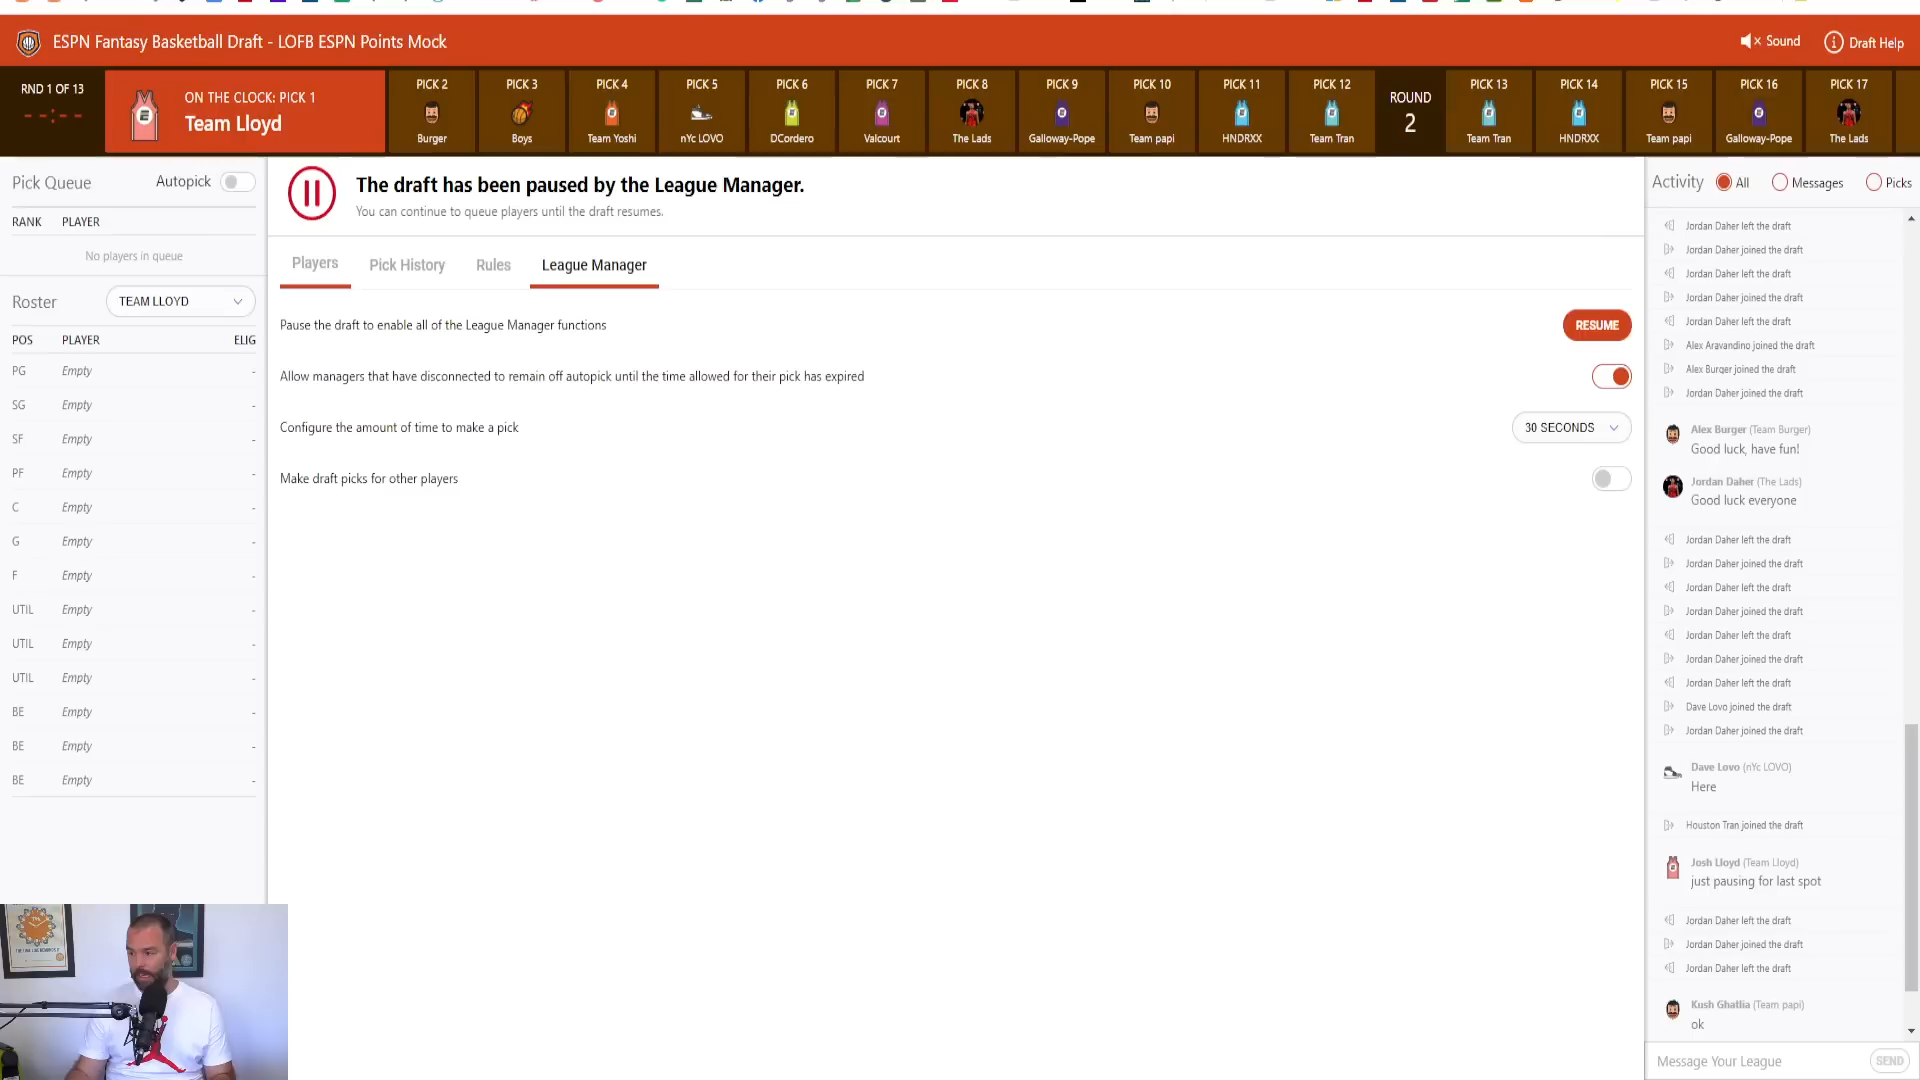 ESPN Fantasy Basketball Draft - LOFB ESPN Points Mock
Sound
Draft Help
RND 1 OF 13
--:--
ON THE CLOCK: PICK 1
Team Lloyd
PICK 2
Burger
PICK 3
Boys
PICK 4
Team Yoshi
PICK 5
nYc LOVO
PICK 6
DCordero
PICK 7
Valcourt
PICK 8
The Lads
PICK 9
Galloway-Pope
PICK 10
Team papi
PICK 11
HNDRXX
PICK 12
Team Tran
ROUND
2
PICK 13
Team Tran
PICK 14
HNDRXX
PICK 15
Team papi
PICK 16
Galloway-Pope
PICK 17
The Lads
Pick Queue
Autopick
RANK PLAYER
No players in queue
Roster
TEAM LLOYD
POS PLAYER ELIG
PG Empty -
SG Empty -
SF Empty -
PF Empty -
C Empty -
G Empty -
F Empty -
UTIL Empty -
UTIL Empty -
UTIL Empty -
BE Empty -
BE Empty -
BE Empty -
The draft has been paused by the League Manager.
You can continue to queue players until the draft resumes.
Players Pick History Rules League Manager
Pause the draft to enable all of the League Manager functions
RESUME
Allow managers that have disconnected to remain off autopick until the time allowed for their pick has expired
Configure the amount of time to make a pick
30 SECONDS
Make draft picks for other players
Activity All Messages Picks
Jordan Daher left the draft
Jordan Daher joined the draft
Jordan Daher left the draft
Jordan Daher joined the draft
Jordan Daher left the draft
Alex Aravandino joined the draft
Alex Burger joined the draft
Jordan Daher joined the draft
Alex Burger (Team Burger)
Good luck, have fun!
Jordan Daher (The Lads)
Good luck everyone
Jordan Daher left the draft
Jordan Daher joined the draft
Jordan Daher left the draft
Jordan Daher joined the draft
Jordan Daher left the draft
Jordan Daher joined the draft
Jordan Daher left the draft
Dave Lovo joined the draft
Jordan Daher joined the draft
Dave Lovo (nYc LOVO)
Here
Houston Tran joined the draft
Josh Lloyd (Team Lloyd)
just pausing for last spot
Jordan Daher left the draft
Jordan Daher joined the draft
Jordan Daher left the draft
Kush Ghatlia (Team papi)
ok
Message Your League
SEND